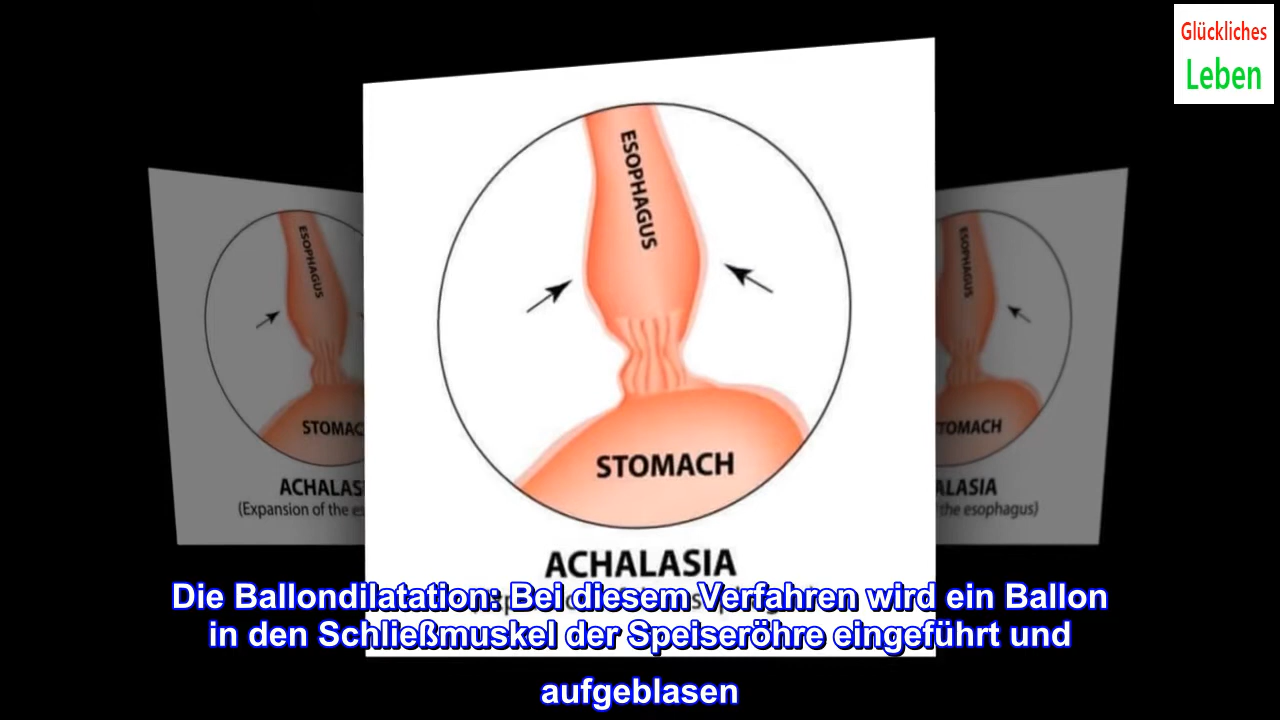 Glückliches
Leben
ESOPHAGUS
STOMACH
ACHALASIA
ESOPHAGUS
STOMAC
ACHALAS
(Expansion of the es
ESOPHAGUS
TOMACH
ALASIA
the esophagus)
Die Ballondilatation: Bei diesem Verfahren wird ein Ballon
in den Schließmuskel der Speiseröhre eingeführt und
aufgeblasen